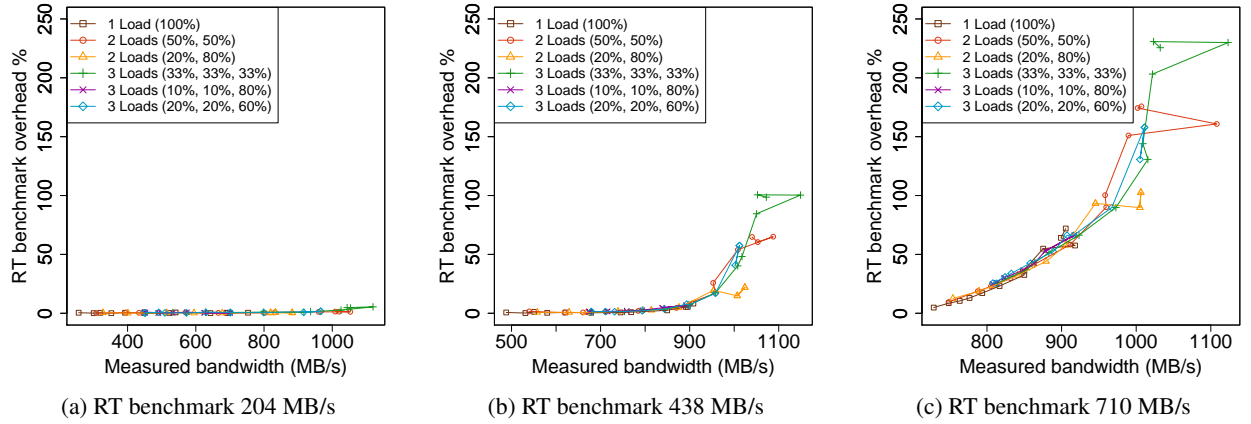 RT benchmark overhead %
250
200
150
100
50
0
1 Load (100%)
2 Loads (50%, 50%)
2 Loads (20%, 80%)
3 Loads (33%, 33%, 33%)
3 Loads (10%, 10%, 80%)
3 Loads (20%, 20%, 60%)
400
600
800
1000
Measured bandwidth (MB/s)
(a) RT benchmark 204 MB/s
RT benchmark overhead %
250
200
150
100
50
0
1 Load (100%)
2 Loads (50%, 50%)
2 Loads (20%, 80%)
3 Loads (33%, 33%, 33%)
3 Loads (10%, 10%, 80%)
3 Loads (20%, 20%, 60%)
500
700
900
1100
Measured bandwidth (MB/s)
(b) RT benchmark 438 MB/s
RT benchmark overhead %
250
200
150
100
50
0
1 Load (100%)
2 Loads (50%, 50%)
2 Loads (20%, 80%)
3 Loads (33%, 33%, 33%)
3 Loads (10%, 10%, 80%)
3 Loads (20%, 20%, 60%)
800
900
1000
1100
Measured bandwidth (MB/s)
(c) RT benchmark 710 MB/s